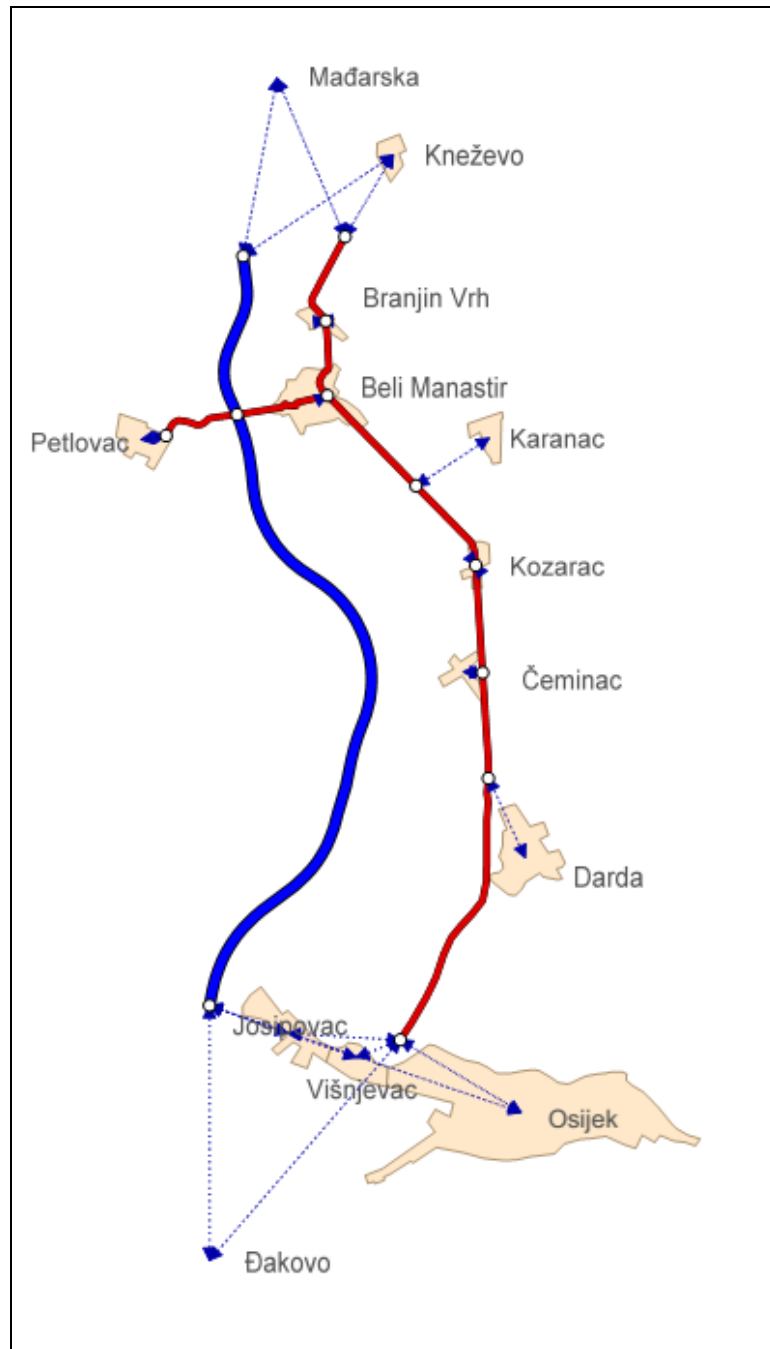 Mađarska
Kneževo
Branjin Vrh
Beli Manastir
Karanac
Petlovac
Kozarac
Čeminac
Darda
Josipovac
Višnjevac
Osijek
Đakovo